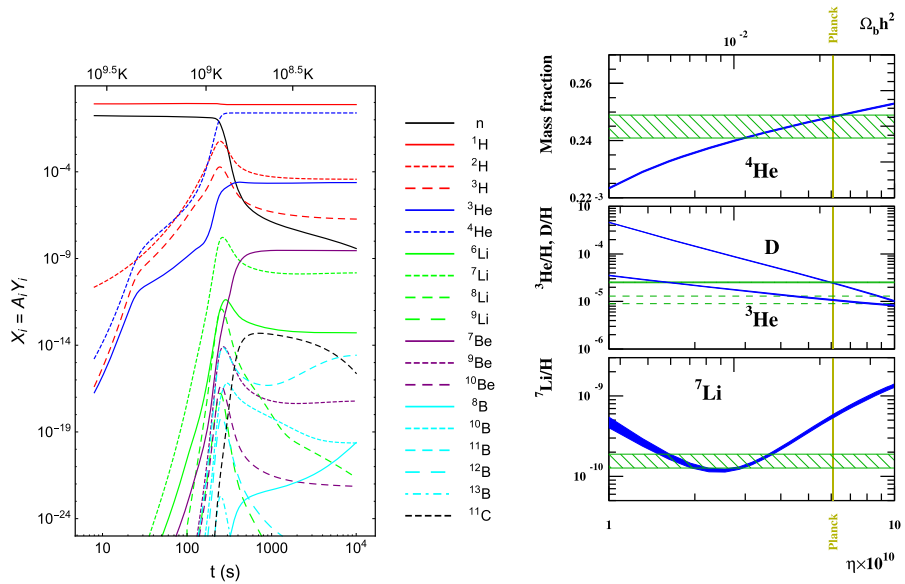 10^9.5K 10^9K 10^8.5K
10^-4
10^-9
10^-14
10^-19
10^-24
X_i = A_iY_i
10 100 1000 10^4
t (s)
n
^1H
^2H
^3H
^3He
^4He
^6Li
^7Li
^8Li
^9Li
^7Be
^9Be
^10Be
^8B
^10B
^11B
^12B
^13B
^11C
Planck
Ω_bh^2
10^-2
Mass fraction
0.26
0.24
0.22
^4He
^3He/H, D/H
10^-3
10^-4
10^-5
10^-6
D
^3He
^7Li/H
10^-9
10^-10
^7Li
1 10
Planck
η×10^10